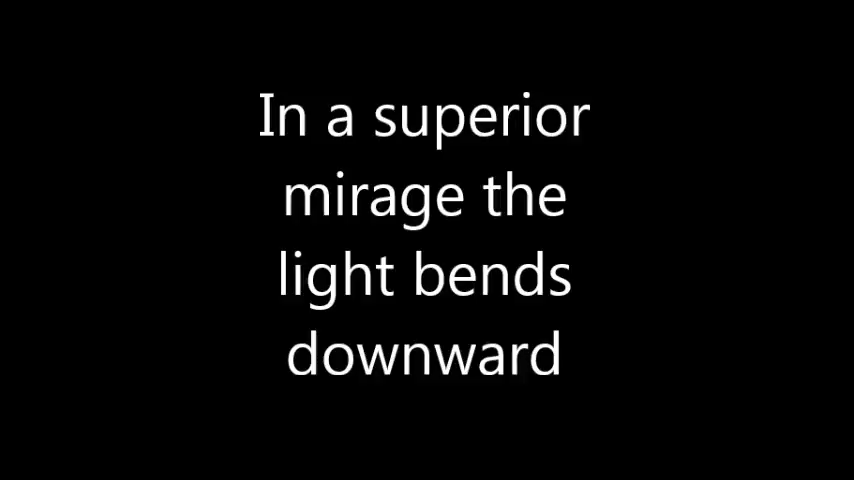 In a superior
mirage the
light bends
downward